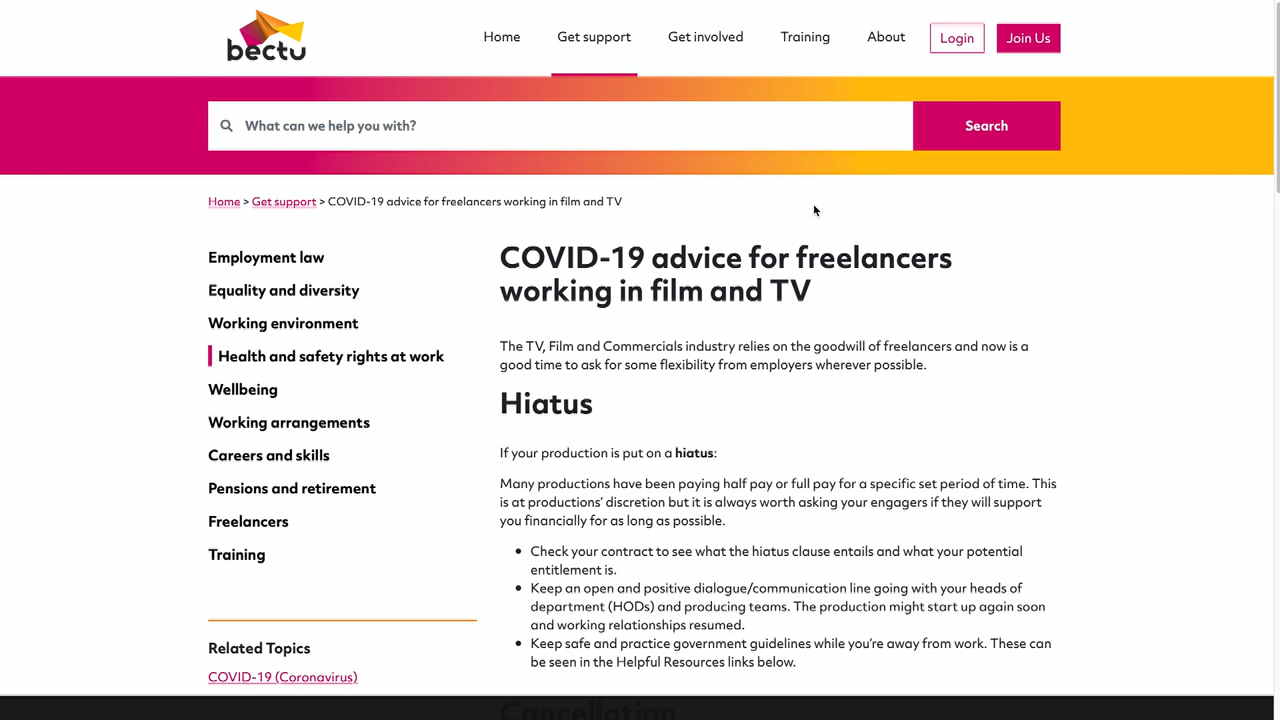 bectu
Home
Get support
Get involved
Training
About
Login
Join Us
What can we help you with?
Search
Home > Get support > COVID-19 advice for freelancers working in film and TV
Employment law
Equality and diversity
Working environment
Health and safety rights at work
Wellbeing
Working arrangements
Careers and skills
Pensions and retirement
Freelancers
Training
Related Topics
COVID-19 (Coronavirus)
COVID-19 advice for freelancers
working in film and TV
The TV, Film and Commercials industry relies on the goodwill of freelancers and now is a
good time to ask for some flexibility from employers wherever possible.
Hiatus
If your production is put on a hiatus:
Many productions have been paying half pay or full pay for a specific set period of time. This
is at productions’ discretion but it is always worth asking your engagers if they will support
you financially for as long as possible.
• Check your contract to see what the hiatus clause entails and what your potential
entitlement is.
• Keep an open and positive dialogue/communication line going with your heads of
department (HODs) and producing teams. The production might start up again soon
and working relationships resumed.
• Keep safe and practice government guidelines while you’re away from work. These can
be seen in the Helpful Resources links below.
Cancellation